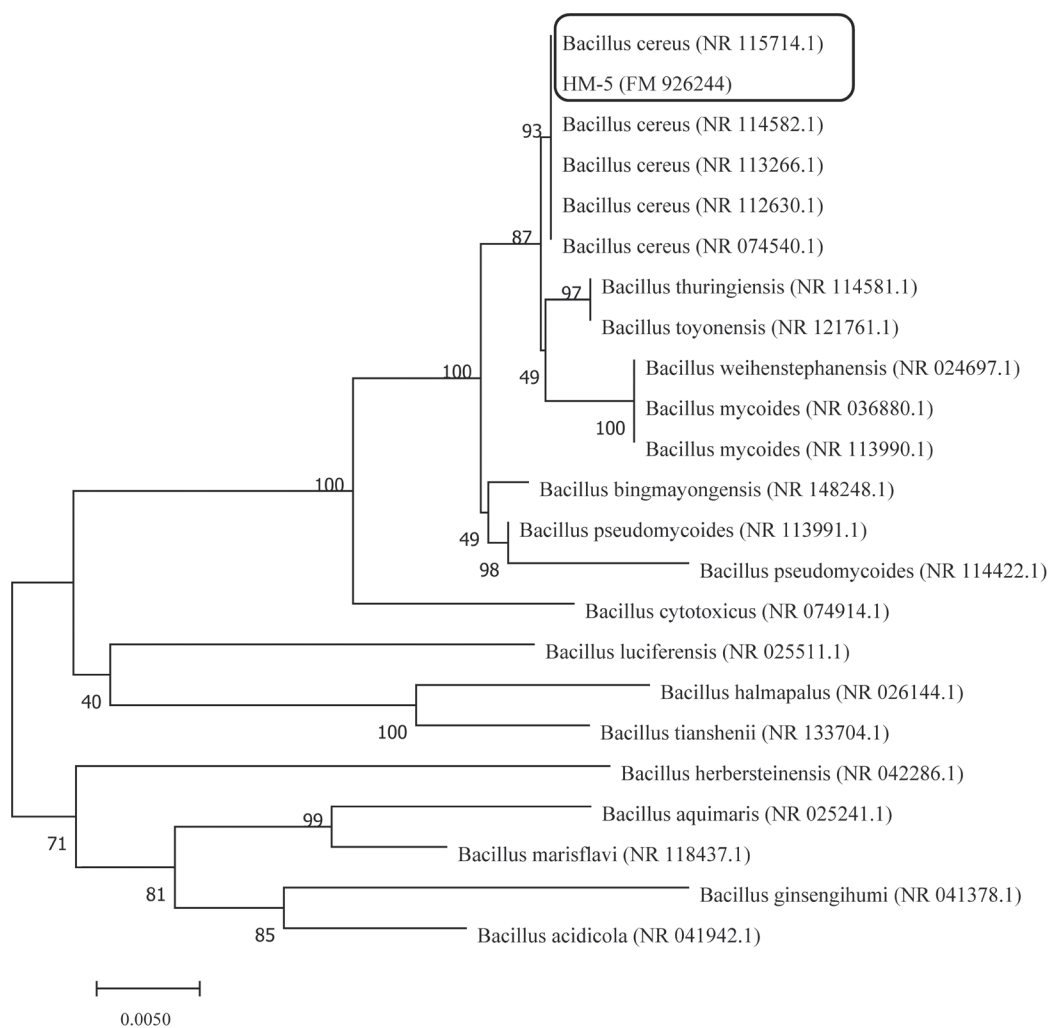 Bacillus cereus (NR 115714.1)
HM-5 (FM 926244)
Bacillus cereus (NR 114582.1)
93
Bacillus cereus (NR 113266.1)
Bacillus cereus (NR 112630.1)
87
Bacillus cereus (NR 074540.1)
Bacillus thuringiensis (NR 114581.1)
97
Bacillus toyonensis (NR 121761.1)
Bacillus weihenstephanensis (NR 024697.1)
100
49
Bacillus mycoides (NR 036880.1)
100
Bacillus mycoides (NR 113990.1)
100
Bacillus bingmayongensis (NR 148248.1)
Bacillus pseudomycoides (NR 113991.1)
49
98
Bacillus pseudomycoides (NR 114422.1)
Bacillus cytotoxicus (NR 074914.1)
Bacillus luciferensis (NR 025511.1)
Bacillus halmapalus (NR 026144.1)
40
100
Bacillus tianshenii (NR 133704.1)
Bacillus herbersteinensis (NR 042286.1)
Bacillus aquimaris (NR 025241.1)
99
71
Bacillus marisflavi (NR 118437.1)
81
Bacillus ginsengihumi (NR 041378.1)
85
Bacillus acidicola (NR 041942.1)
0.0050